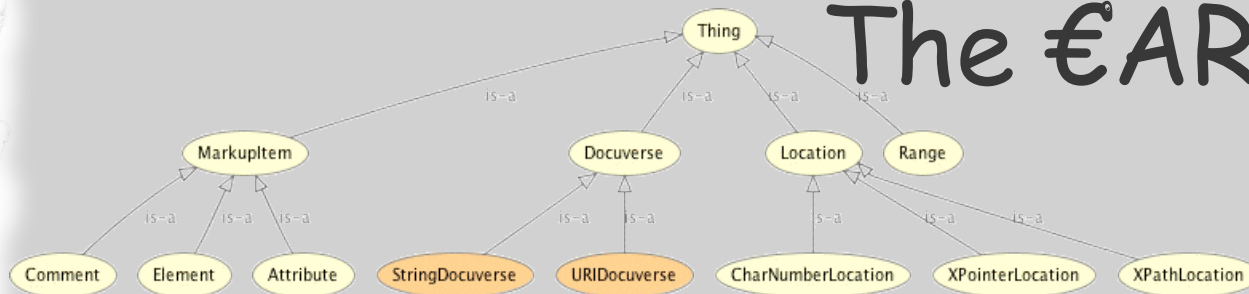 The €AR
Thing
is-a is-a is-a is-a
MarkupItem Docuverse Location Range
is-a is-a is-a is-a is-a is-a is-a is-a
Comment Element Attribute StringDocuverse URIDocuverse CharNumberLocation XPointerLocation XPathLocation